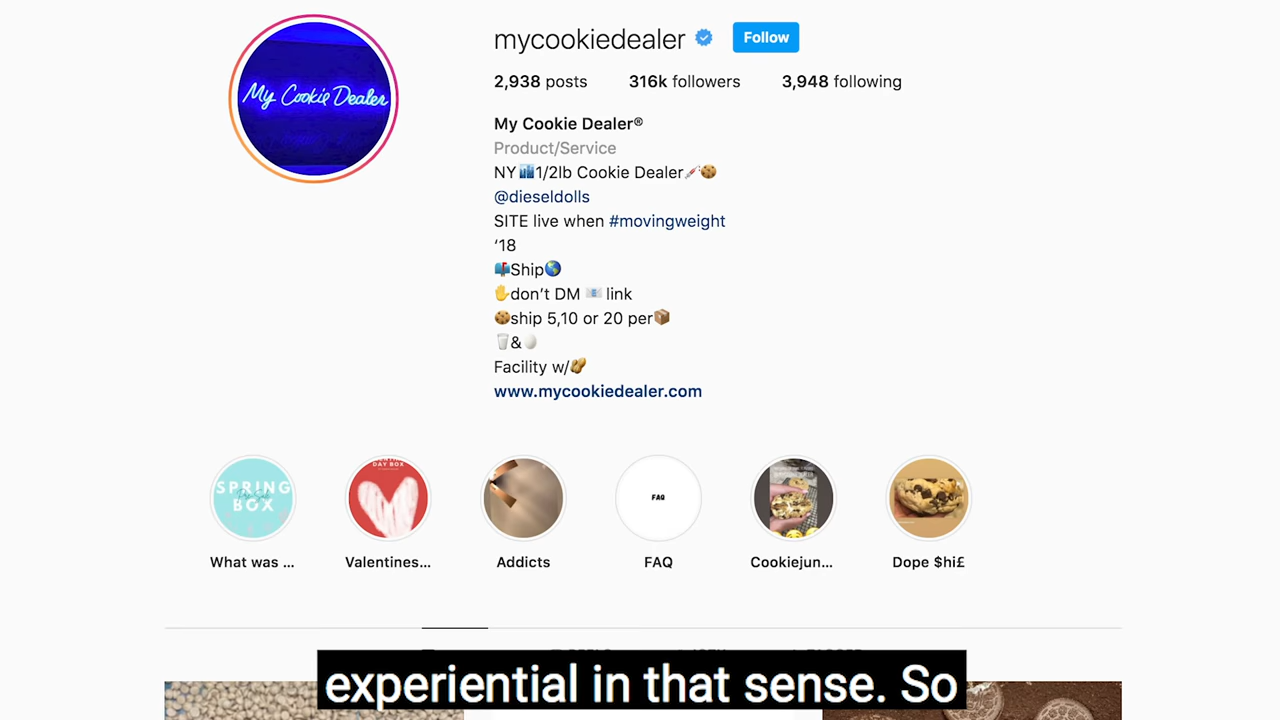 My Cookie Dealer
mycookiedealer
Follow
2,938 posts 316k followers 3,948 following
My Cookie Dealer®
Product/Service
NY🏙️1/2lb Cookie Dealer💉🍪
@dieseldolls
SITE live when #movingweight
‘18
📫Ship🌎
✋don’t DM 📧 link
🍪ship 5,10 or 20 per📦
🥛&🥚
Facility w/🥜
www.mycookiedealer.com
SPRING
BOX
DAY BOX
FAQ
What was ...
Valentines...
Addicts
FAQ
Cookiejun...
Dope $hi£
experiential in that sense. So